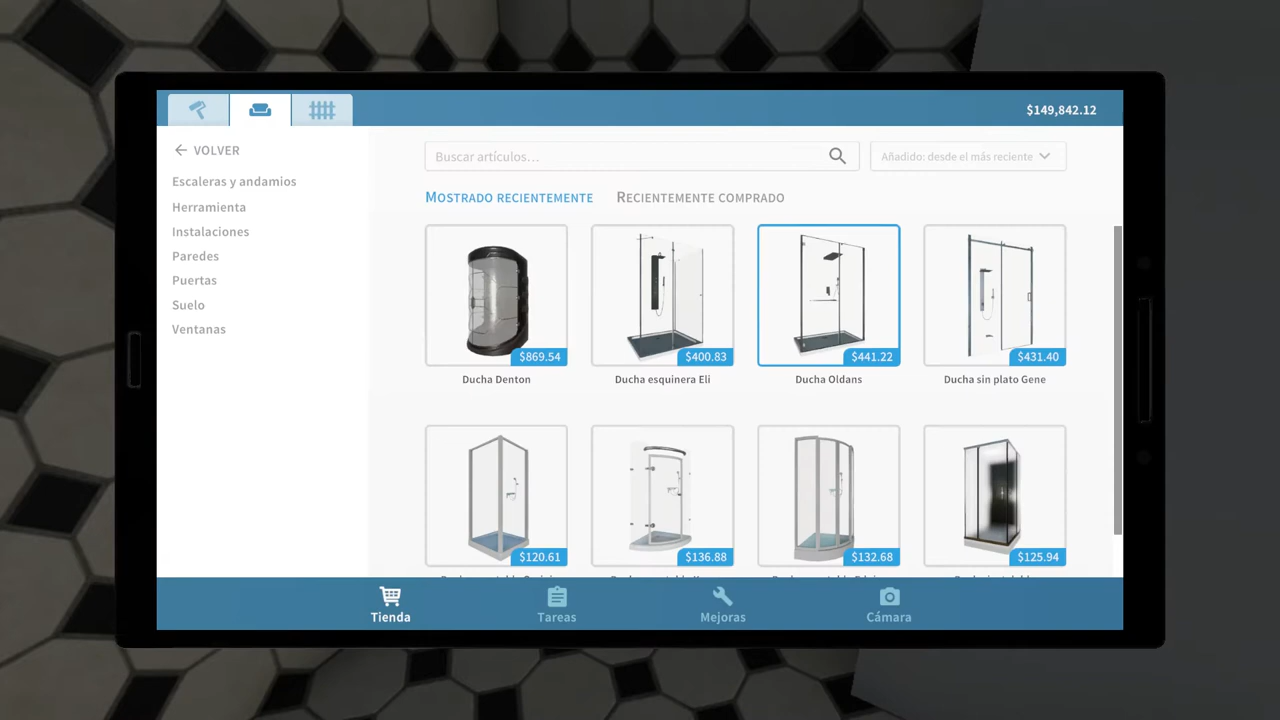 $149,842.12
VOLVER
Escaleras y andamios
Herramienta
Instalaciones
Paredes
Puertas
Suelo
Ventanas
Buscar artículos...
Añadido: desde el más reciente
MOSTRADO RECIENTEMENTE
RECIENTEMENTE COMPRADO
$869.54
$400.83
$441.22
$431.40
Ducha Denton
Ducha esquinera Eli
Ducha Oldans
Ducha sin plato Gene
$120.61
$136.88
$132.68
$125.94
Tienda
Tareas
Mejoras
Cámara